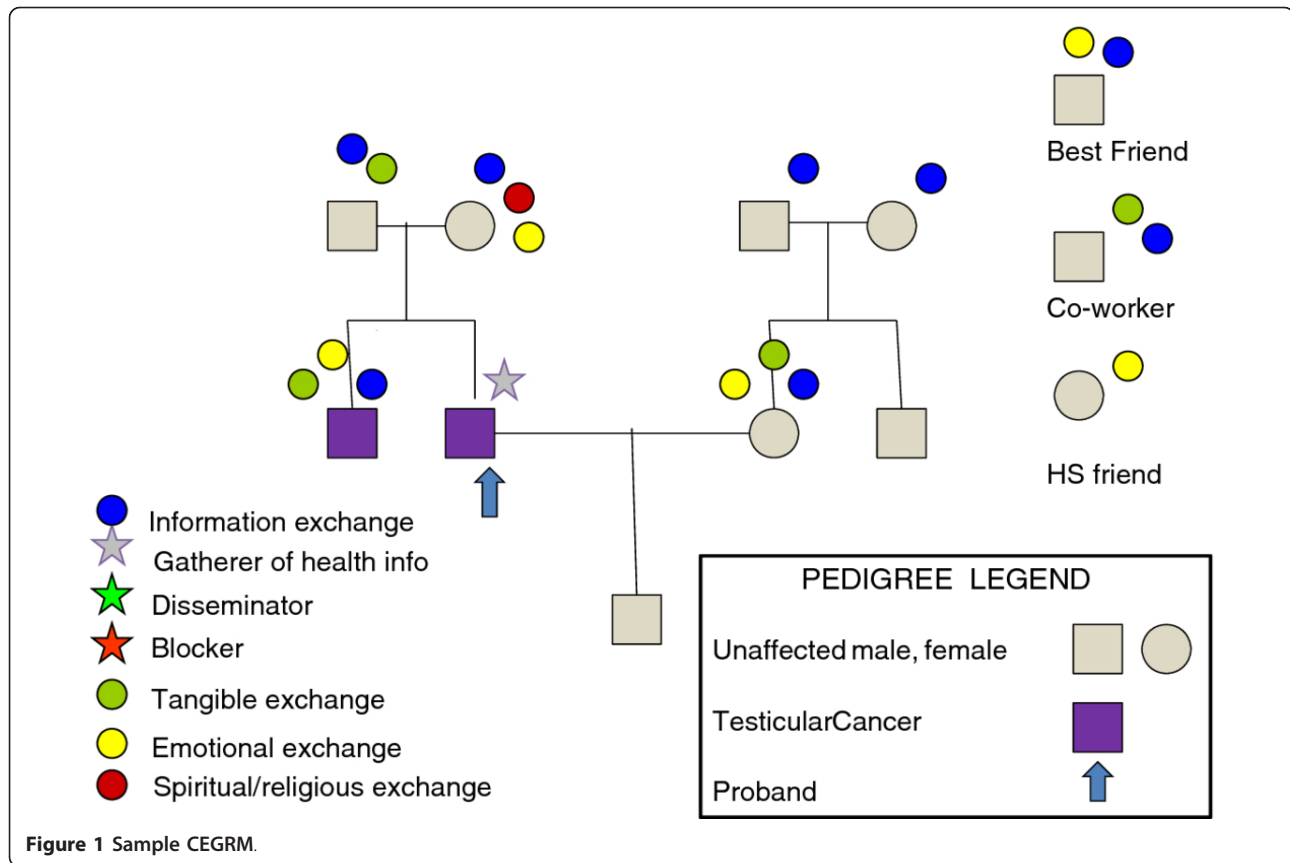 Best Friend
Co-worker
HS friend
Information exchange
Gatherer of health info
Disseminator
Blocker
Tangible exchange
Emotional exchange
Spiritual/religious exchange
PEDIGREE LEGEND
Unaffected male, female
TesticularCancer
Proband
Figure 1 Sample CEGRM.